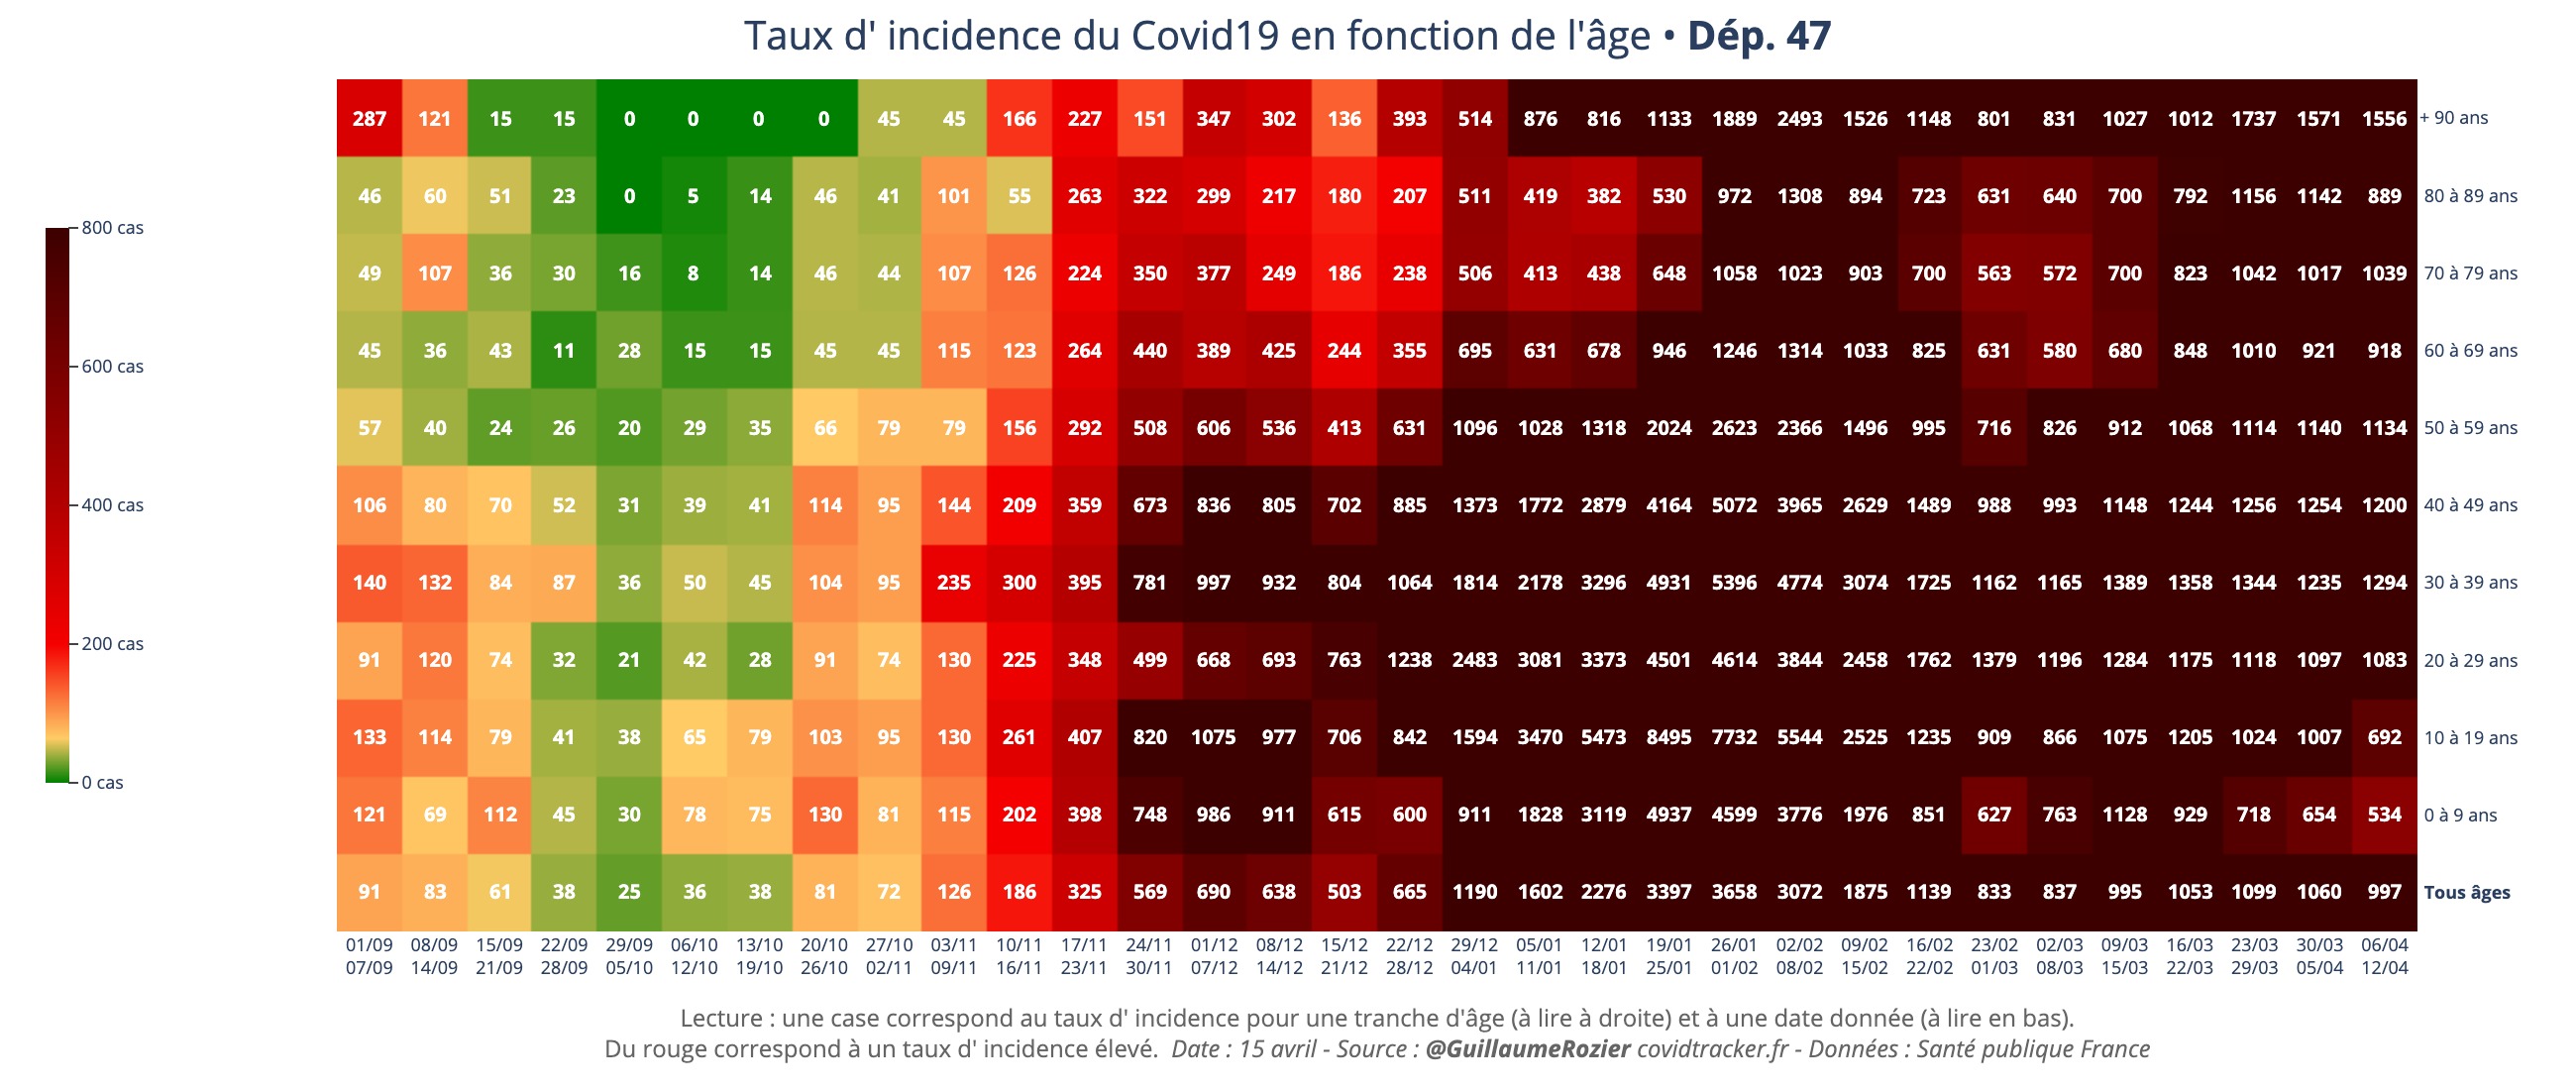 Taux d' incidence du Covid19 en fonction de l'âge • Dép. 47
800 cas
600 cas
400 cas
200 cas
0 cas
287 121 15 15 0 0 0 0 45 45 166 227 151 347 302 136 393 514 876 816 1133 1889 2493 1526 1148 801 831 1027 1012 1737 1571 1556 + 90 ans
46 60 51 23 0 5 14 46 41 101 55 263 322 299 217 180 207 511 419 382 530 972 1308 894 723 631 640 700 792 1156 1142 889 80 à 89 ans
49 107 36 30 16 8 14 46 44 107 126 224 350 377 249 186 238 506 413 438 648 1058 1023 903 700 563 572 700 823 1042 1017 1039 70 à 79 ans
45 36 43 11 28 15 15 45 45 115 123 264 440 389 425 244 355 695 631 678 946 1246 1314 1033 825 631 580 680 848 1010 921 918 60 à 69 ans
57 40 24 26 20 29 35 66 79 79 156 292 508 606 536 413 631 1096 1028 1318 2024 2623 2366 1496 995 716 826 912 1068 1114 1140 1134 50 à 59 ans
106 80 70 52 31 39 41 114 95 144 209 359 673 836 805 702 885 1373 1772 2879 4164 5072 3965 2629 1489 988 993 1148 1244 1256 1254 1200 40 à 49 ans
140 132 84 87 36 50 45 104 95 235 300 395 781 997 932 804 1064 1814 2178 3296 4931 5396 4774 3074 1725 1162 1165 1389 1358 1344 1235 1294 30 à 39 ans
91 120 74 32 21 42 28 91 74 130 225 348 499 668 693 763 1238 2483 3081 3373 4501 4614 3844 2458 1762 1379 1196 1284 1175 1118 1097 1083 20 à 29 ans
133 114 79 41 38 65 79 103 95 130 261 407 820 1075 977 706 842 1594 3470 5473 8495 7732 5544 2525 1235 909 866 1075 1205 1024 1007 692 10 à 19 ans
121 69 112 45 30 78 75 130 81 115 202 398 748 986 911 615 600 911 1828 3119 4937 4599 3776 1976 851 627 763 1128 929 718 654 534 0 à 9 ans
91 83 61 38 25 36 38 81 72 126 186 325 569 690 638 503 665 1190 1602 2276 3397 3658 3072 1875 1139 833 837 995 1053 1099 1060 997 Tous âges
01/09 08/09 15/09 22/09 29/09 06/10 13/10 20/10 27/10 03/11 10/11 17/11 24/11 01/12 08/12 15/12 22/12 29/12 05/01 12/01 19/01 26/01 02/02 09/02 16/02 23/02 02/03 09/03 16/03 23/03 30/03 06/04
07/09 14/09 21/09 28/09 05/10 12/10 19/10 26/10 02/11 09/11 16/11 23/11 30/11 07/12 14/12 21/12 28/12 04/01 11/01 18/01 25/01 01/02 08/02 15/02 22/02 01/03 08/03 15/03 22/03 29/03 05/04 12/04
Lecture : une case correspond au taux d' incidence pour une tranche d'âge (à lire à droite) et à une date donnée (à lire en bas).
Du rouge correspond à un taux d' incidence élevé. Date : 15 avril - Source : @GuillaumeRozier covidtracker.fr - Données : Santé publique France